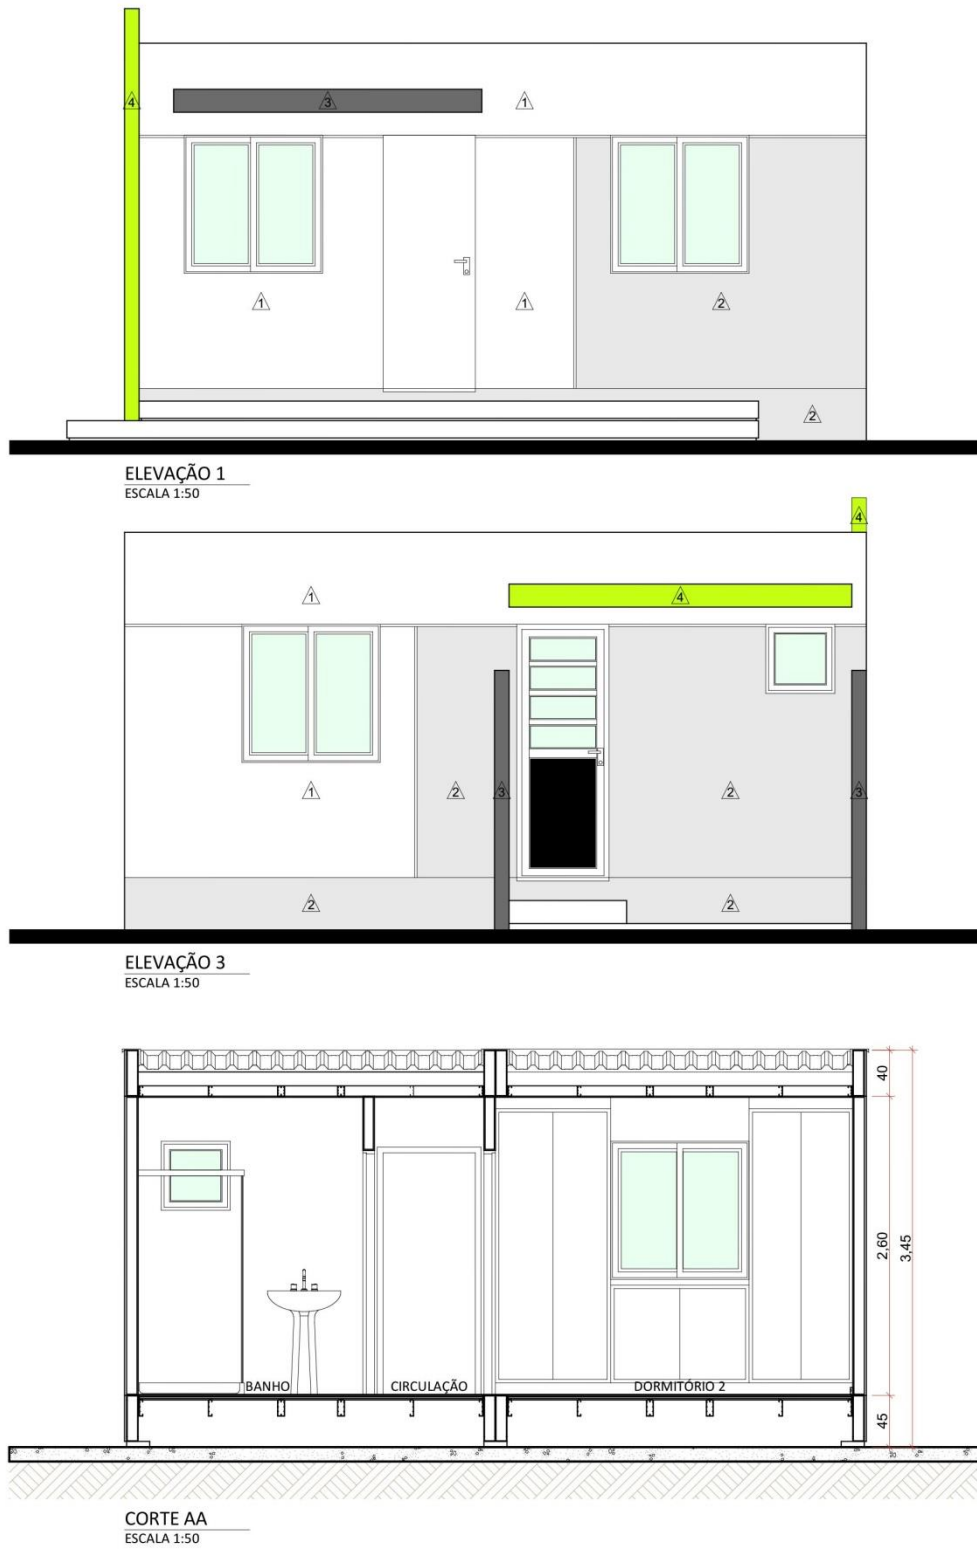 4
3
1
1
1
2
2
ELEVAÇÃO 1
ESCALA 1:50
4
1
4
1
2
3
2
3
2
2
ELEVAÇÃO 3
ESCALA 1:50
40
2,60
3,45
BANHO
CIRCULAÇÃO
DORMITÓRIO 2
45
CORTE AA
ESCALA 1:50